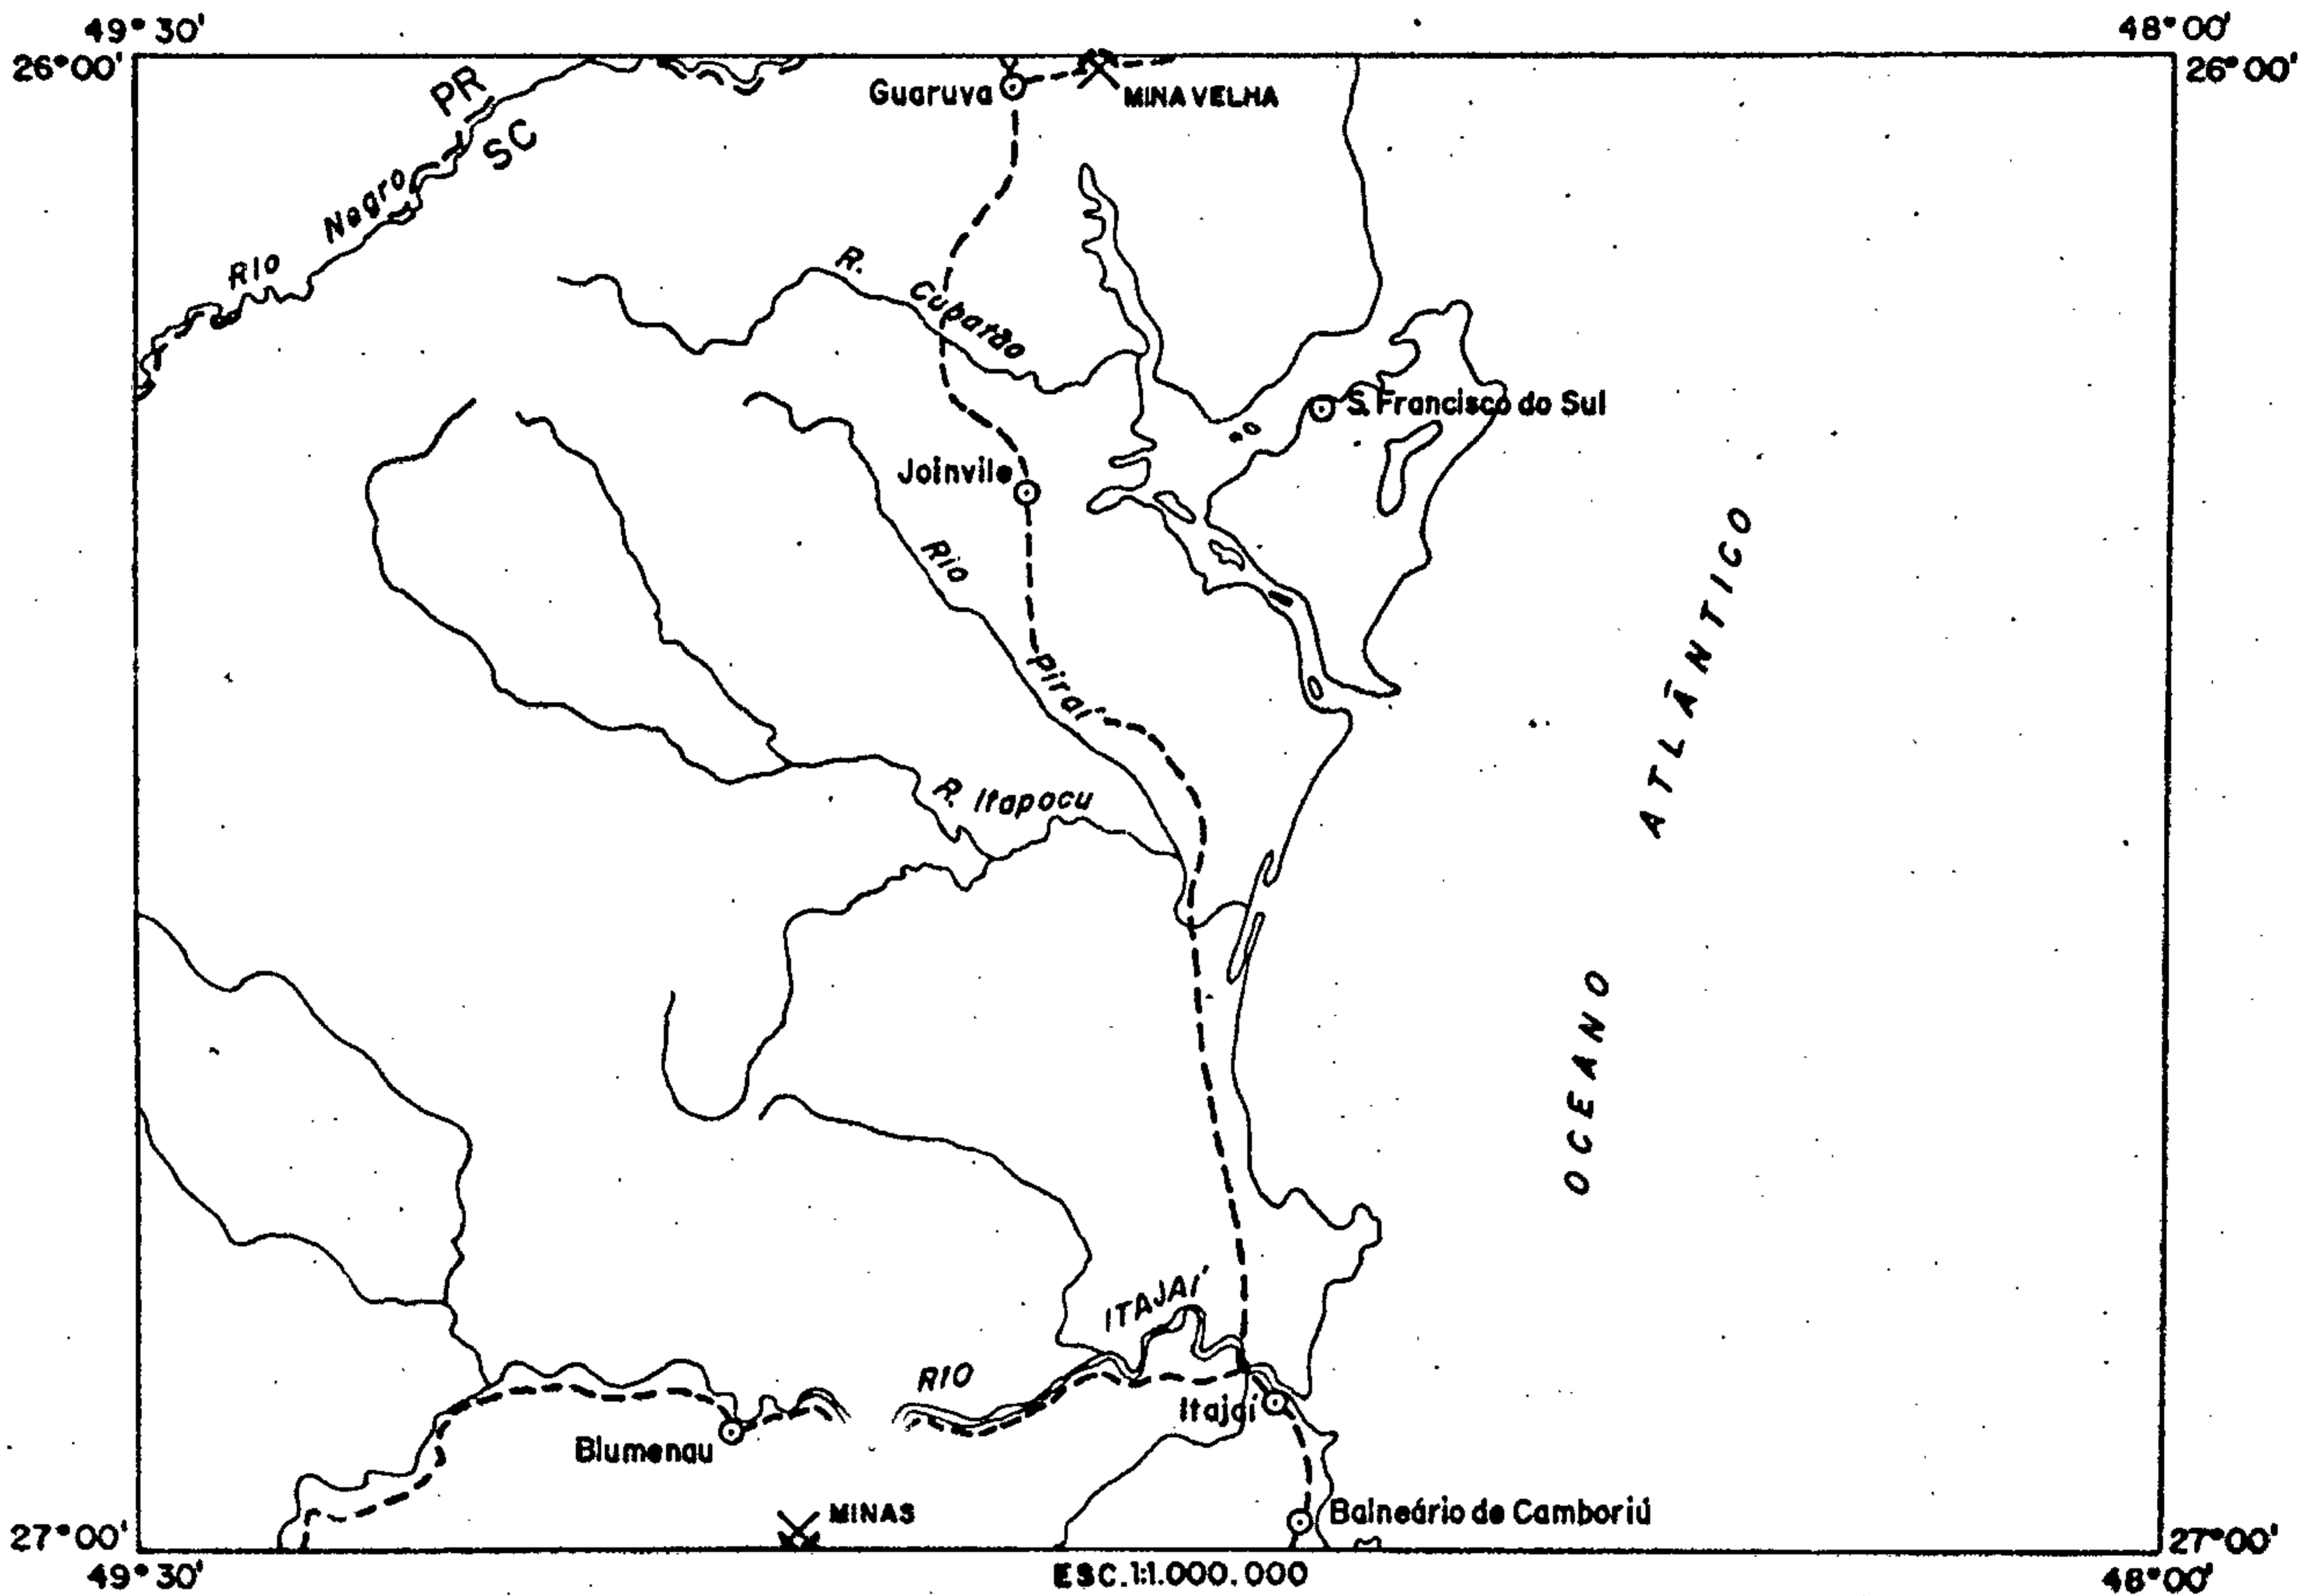 49°30'
48°00'
26°00'
26°00'
PR
SC
Guaruva
MINA VELHA
RIO Negro
R. Cubatão
S. Francisco do Sul
Joinvile
Rio Piraí
R. Itapocu
OCEANO ATLÂNTICO
RIO ITAJAÍ
Itajaí
Blumenau
MINAS
Balneário de Camboriú
27°00'
27°00'
49°30'
48°00'
ESC. 1:1.000.000